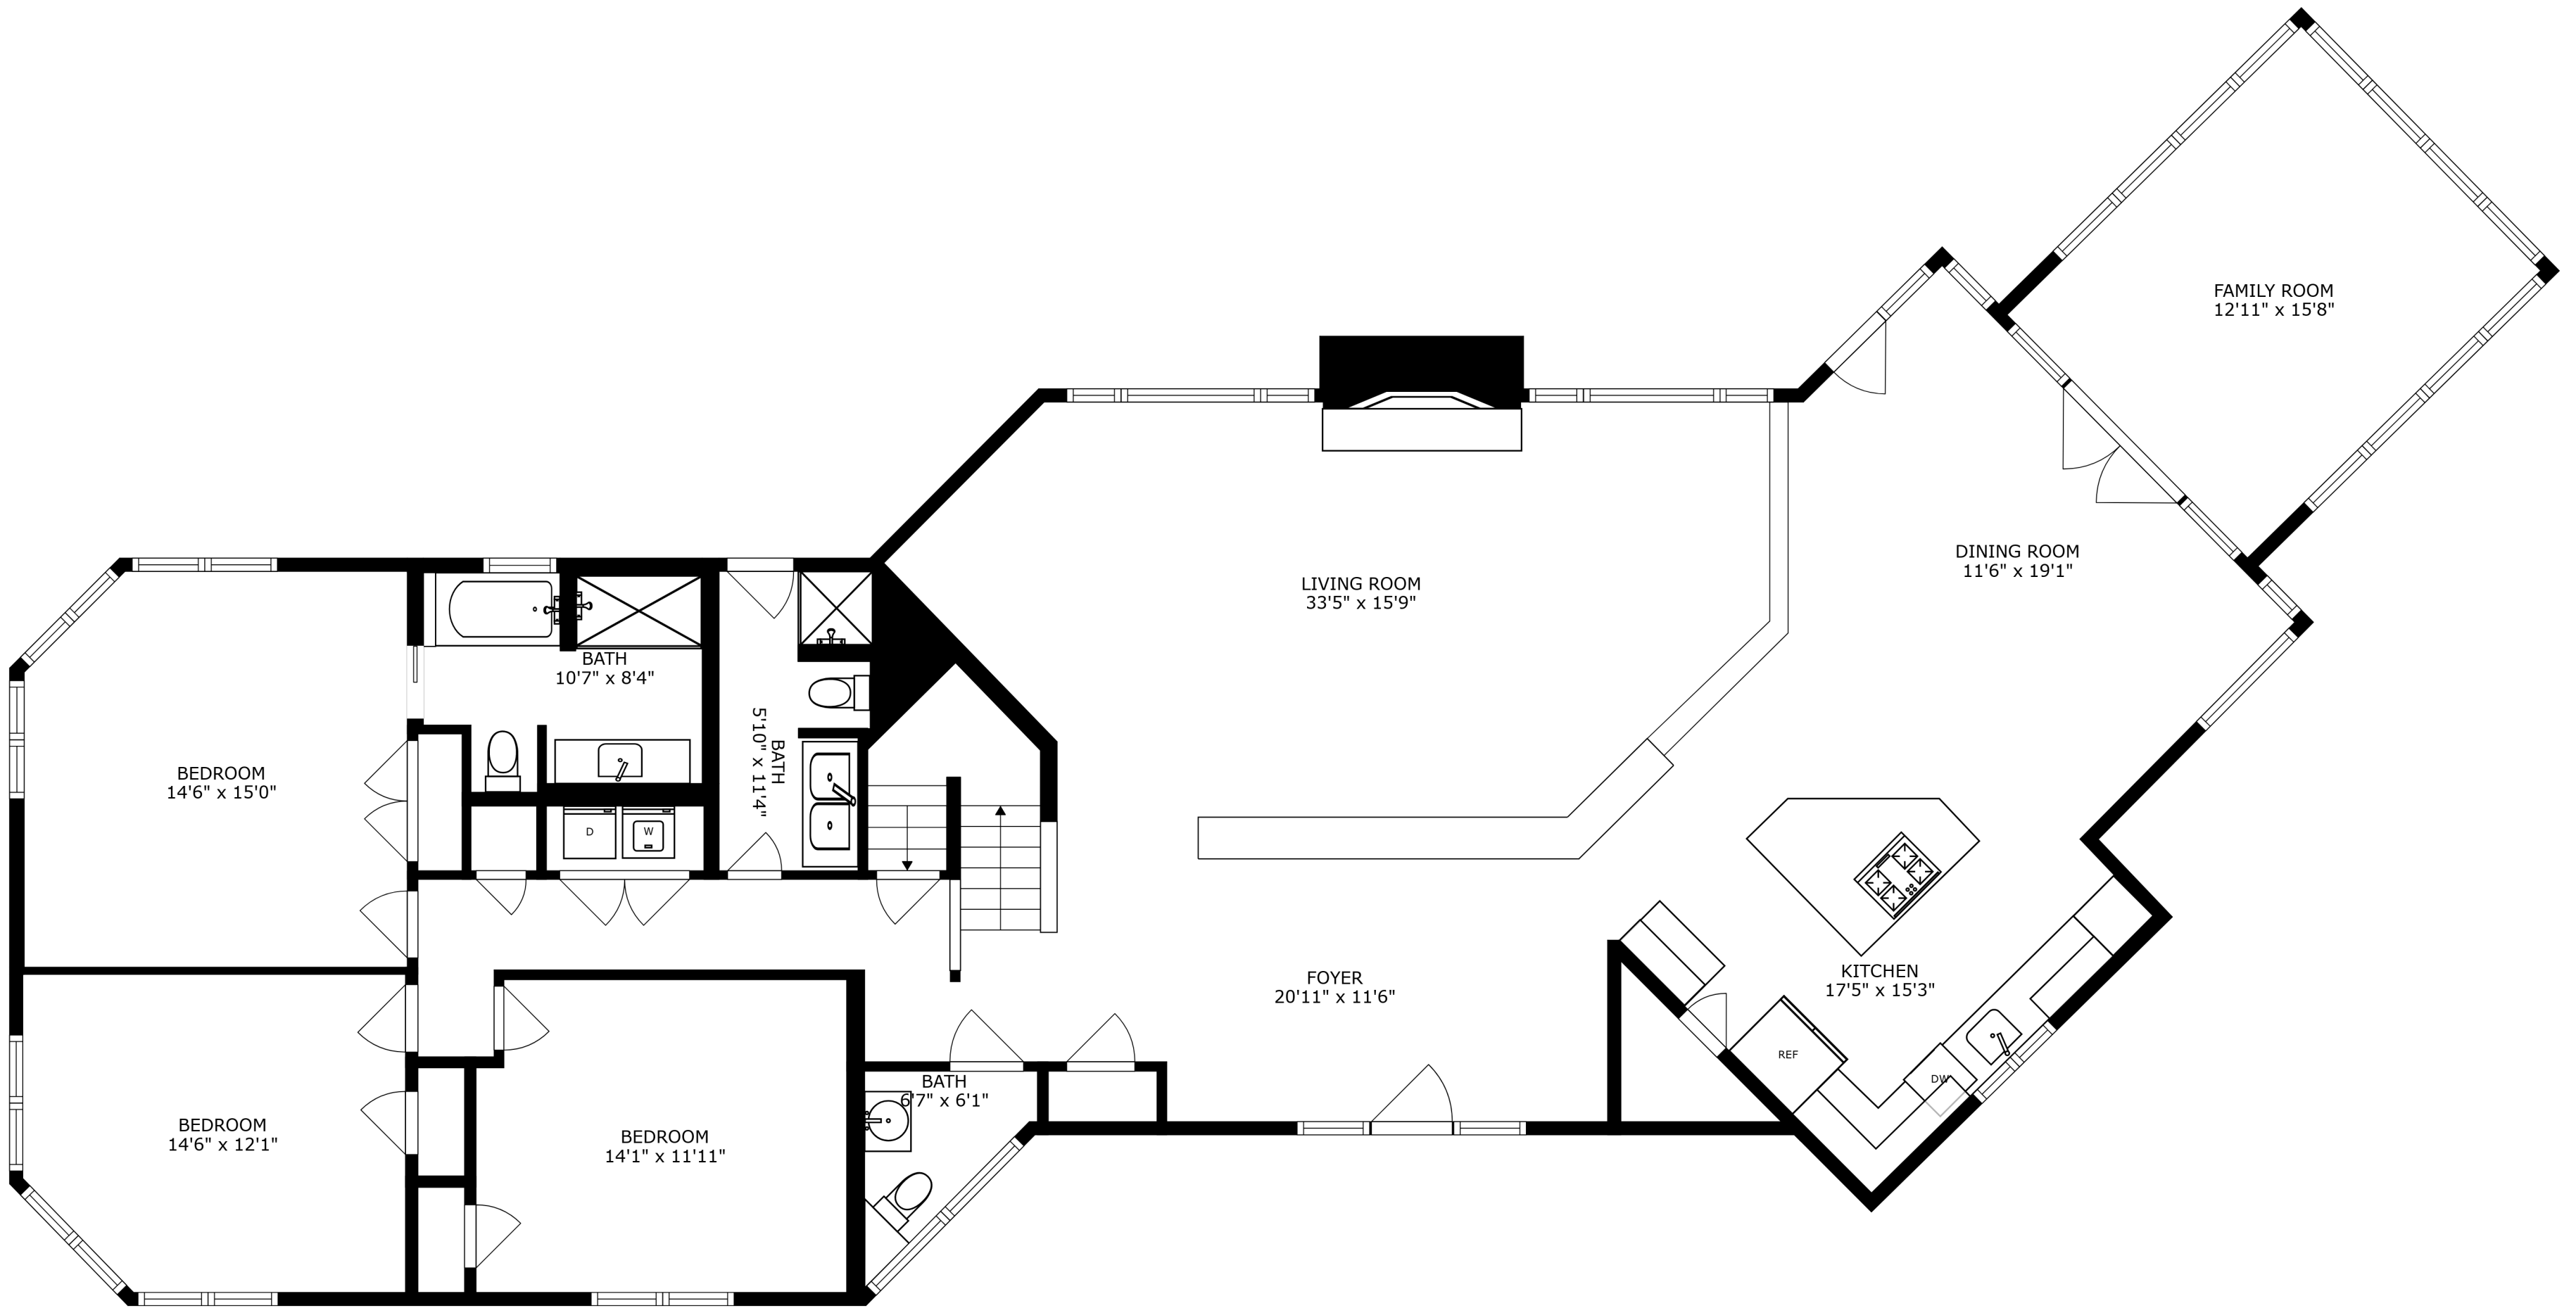 FAMILY ROOM
12'11" x 15'8"
DINING ROOM
11'6" x 19'1"
LIVING ROOM
33'5" x 15'9"
BATH
10'7" x 8'4"
BATH
5'10" x 11'4"
BEDROOM
14'6" x 15'0"
D
W
FOYER
20'11" x 11'6"
KITCHEN
17'5" x 15'3"
REF
DW
BATH
6'7" x 6'1"
BEDROOM
14'6" x 12'1"
BEDROOM
14'1" x 11'11"